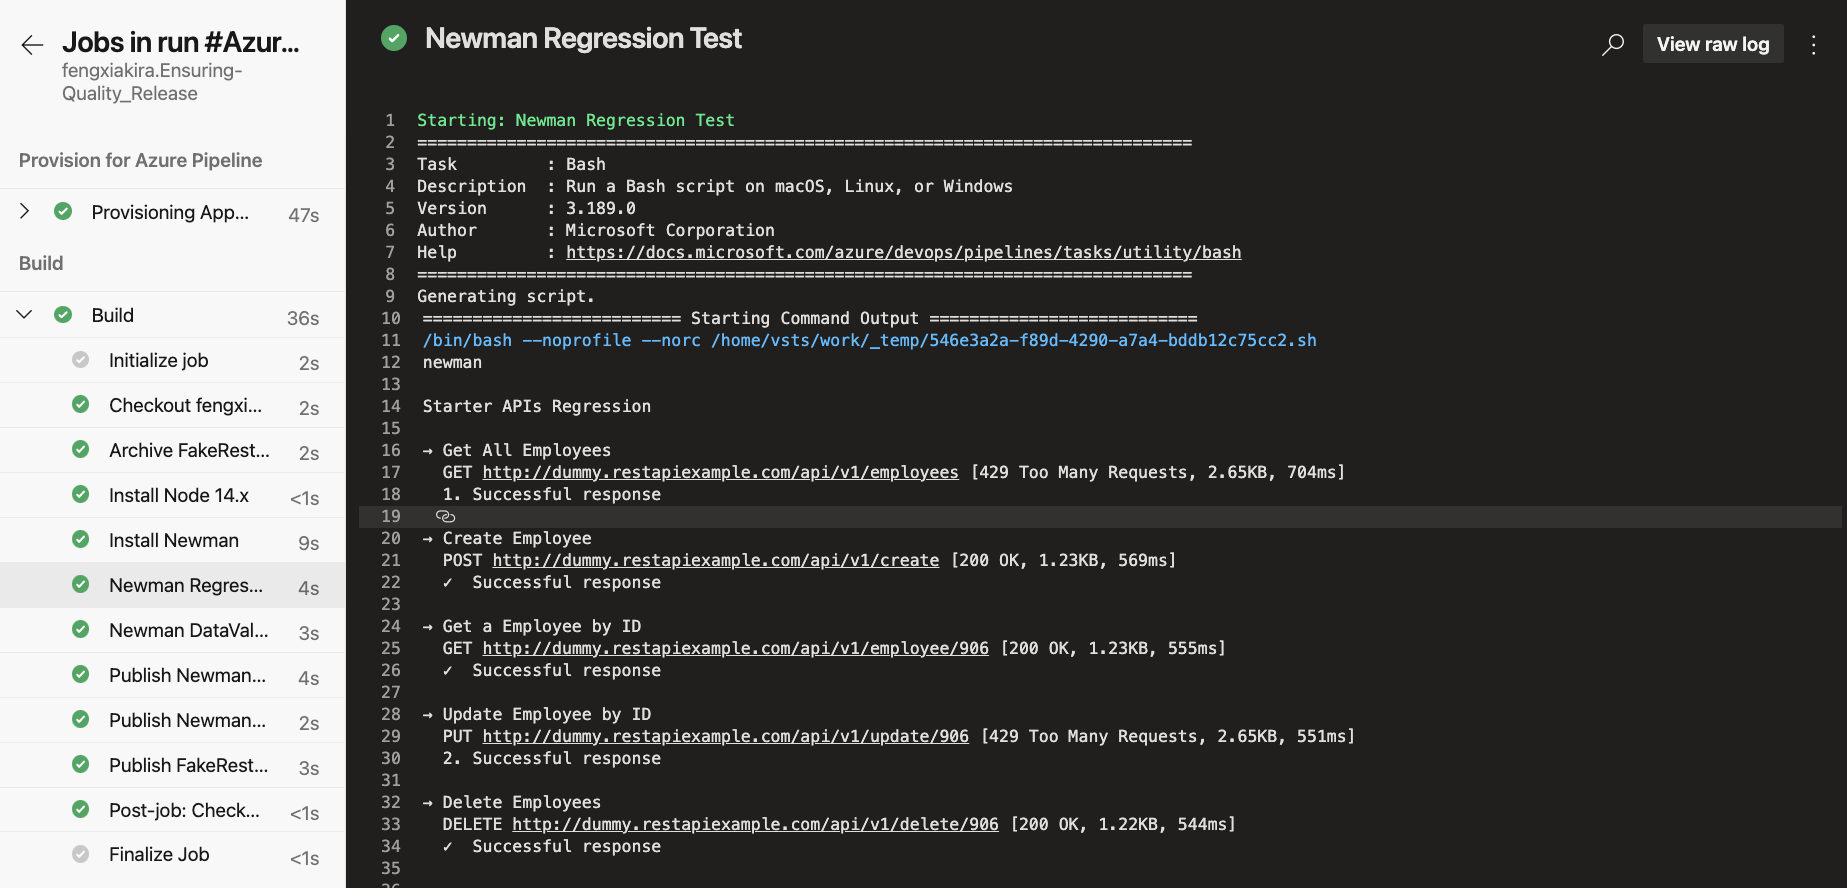 Jobs in run #Azur...
fengxiakira.Ensuring-
Quality_Release
Provision for Azure Pipeline
Provisioning App... 47s
Build
Build 36s
Initialize job 2s
Checkout fengxi... 2s
Archive FakeRest... 2s
Install Node 14.x <1s
Install Newman 9s
Newman Regres... 4s
Newman DataVal... 3s
Publish Newman... 4s
Publish Newman... 2s
Publish FakeRest... 3s
Post-job: Check... <1s
Finalize Job <1s
Newman Regression Test
View raw log
1 Starting: Newman Regression Test
2 ==============================================================================
3 Task         : Bash
4 Description  : Run a Bash script on macOS, Linux, or Windows
5 Version      : 3.189.0
6 Author       : Microsoft Corporation
7 Help         : https://docs.microsoft.com/azure/devops/pipelines/tasks/utility/bash
8 ==============================================================================
9 Generating script.
10 ========================== Starting Command Output ===========================
11 /bin/bash --noprofile --norc /home/vsts/work/_temp/546e3a2a-f89d-4290-a7a4-bddb12c75cc2.sh
12 newman
13
14 Starter APIs Regression
15
16 → Get All Employees
17 GET http://dummy.restapiexample.com/api/v1/employees [429 Too Many Requests, 2.65KB, 704ms]
18 1. Successful response
19
20 → Create Employee
21 POST http://dummy.restapiexample.com/api/v1/create [200 OK, 1.23KB, 569ms]
22 ✓ Successful response
23
24 → Get a Employee by ID
25 GET http://dummy.restapiexample.com/api/v1/employee/906 [200 OK, 1.23KB, 555ms]
26 ✓ Successful response
27
28 → Update Employee by ID
29 PUT http://dummy.restapiexample.com/api/v1/update/906 [429 Too Many Requests, 2.65KB, 551ms]
30 2. Successful response
31
32 → Delete Employees
33 DELETE http://dummy.restapiexample.com/api/v1/delete/906 [200 OK, 1.22KB, 544ms]
34 ✓ Successful response
35